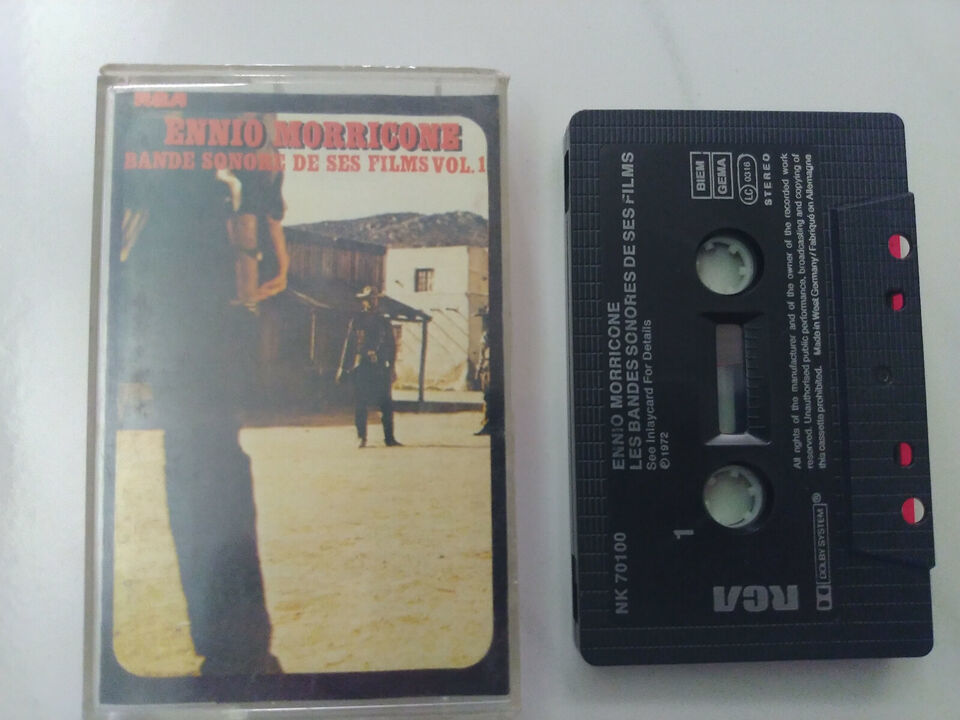 RCA
ENNIO MORRICONE
BANDE SONORE DE SES FILMS VOL.1
ENNIO MORRICONE
LES BANDES SONORES DE SES FILMS
See Inlaycard For Details
℗1972
NK 70100
1
BIEM
GEMA
LC 0316
STEREO
All rights of the manufacturer and of the owner of the recorded work
reserved. Unauthorised public performance, broadcasting and copying of
this cassette prohibited. Made in West Germany/Fabriqué en Allemagne
DOLBY SYSTEM®
RCA